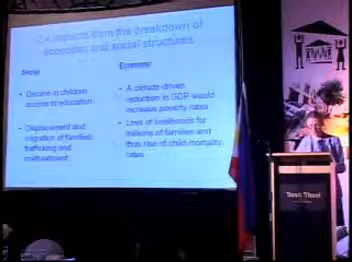 2.4 Impacts from the breakdown of
economic and social structures.
Social
Economic
• Decline in children
access to education.
• Displacement and
migration of families:
trafficking and
maltreatment
• A climate-driven
reduction in GDP would
increase poverty rates
• Loss of livelihoods for
millions of families and
thus rise of child mortality
rates